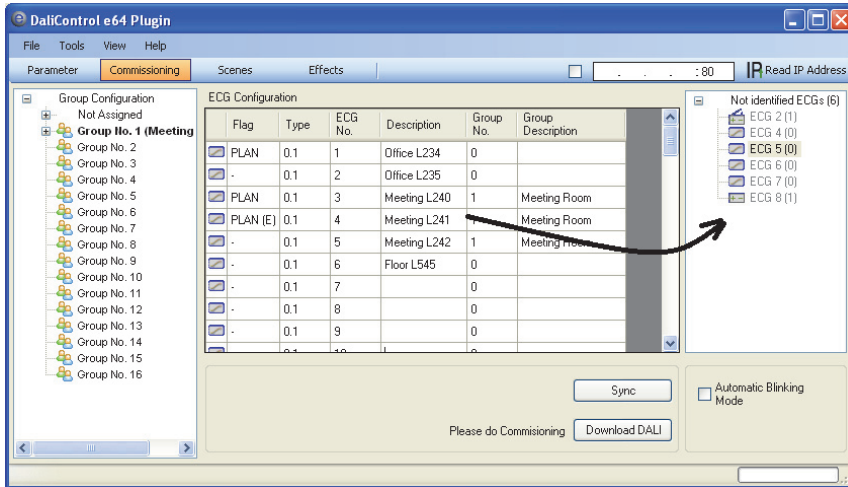 DaliControl e64 Plugin
File Tools View Help
Parameter Commissioning Scenes Effects . . . :80 IP Read IP Address
Group Configuration
Not Assigned
Group No. 1 (Meeting
Group No. 2
Group No. 3
Group No. 4
Group No. 5
Group No. 6
Group No. 7
Group No. 8
Group No. 9
Group No. 10
Group No. 11
Group No. 12
Group No. 13
Group No. 14
Group No. 15
Group No. 16
ECG Configuration
Flag Type ECG No. Description Group No. Group Description
PLAN 0.1 1 Office L234 0
- 0.1 2 Office L235 0
PLAN 0.1 3 Meeting L240 1 Meeting Room
PLAN (E) 0.1 4 Meeting L241 1 Meeting Room
- 0.1 5 Meeting L242 1 Meeting Room
- 0.1 6 Floor L545 0
- 0.1 7 0
- 0.1 8 0
- 0.1 9 0
Sync
Please do Commisioning Download DALI
Not identified ECGs (6)
ECG 2 (1)
ECG 4 (0)
ECG 5 (0)
ECG 6 (0)
ECG 7 (0)
ECG 8 (1)
Automatic Blinking
Mode